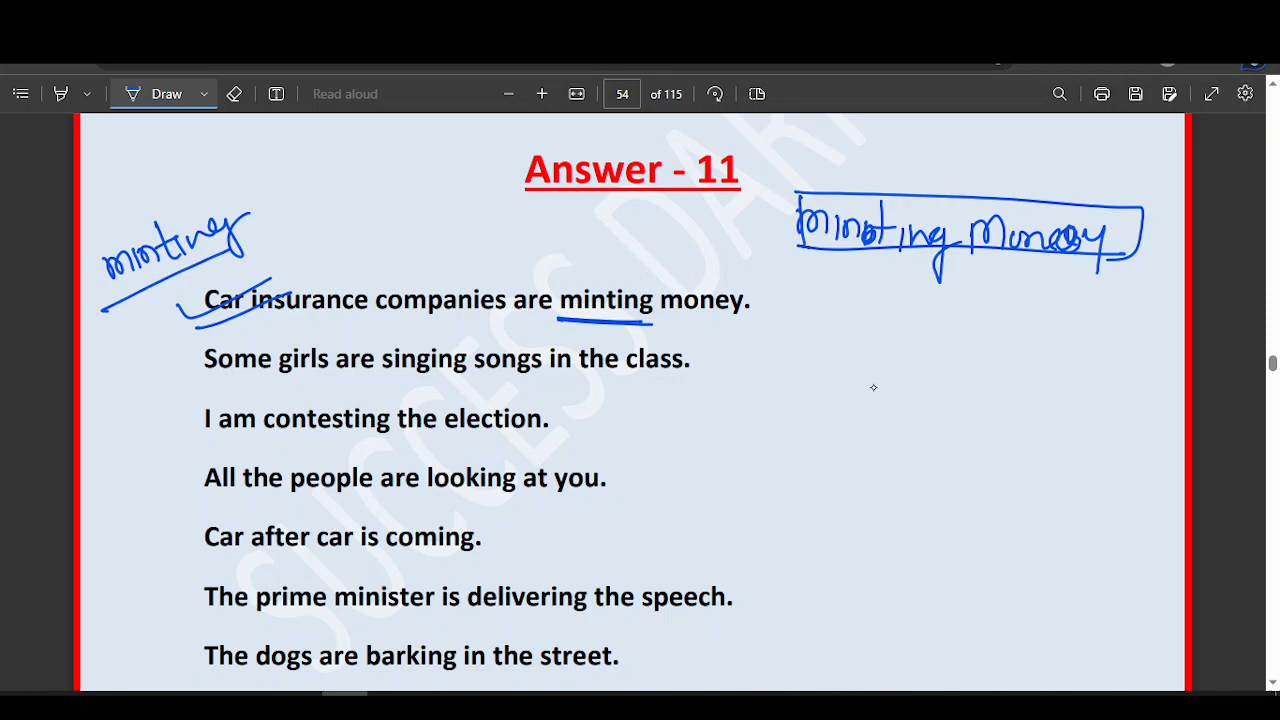 Draw
Read aloud
54 of 115
Answer - 11
minting
Minting Money
Car insurance companies are minting money.
Some girls are singing songs in the class.
I am contesting the election.
All the people are looking at you.
Car after car is coming.
The prime minister is delivering the speech.
The dogs are barking in the street.